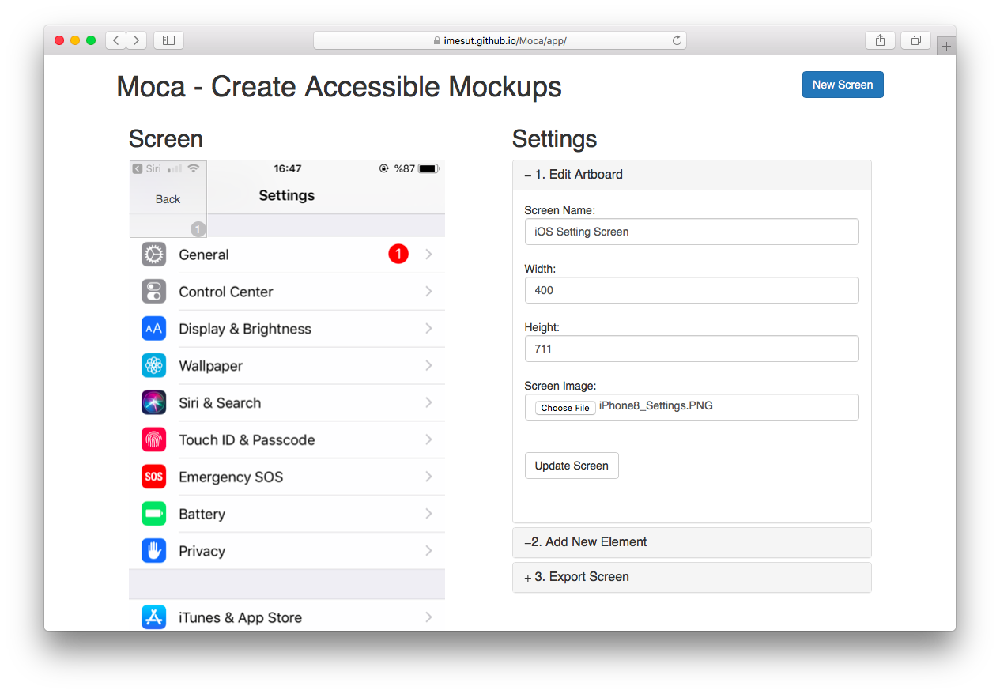 imesut.github.io/Moca/app/
Moca - Create Accessible Mockups
New Screen
Screen
Siri 16:47 %87
Back
Settings
1
General 1
Control Center
AA Display & Brightness
Wallpaper
Siri & Search
Touch ID & Passcode
SOS Emergency SOS
Battery
Privacy
iTunes & App Store
Settings
– 1. Edit Artboard
Screen Name:
iOS Setting Screen
Width:
400
Height:
711
Screen Image:
Choose File iPhone8_Settings.PNG
Update Screen
–2. Add New Element
+ 3. Export Screen